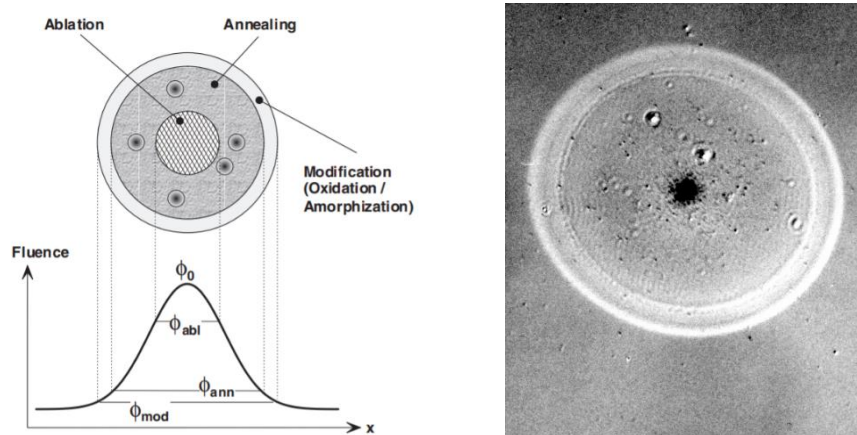 Ablation
Annealing
Modification
(Oxidation /
Amorphization)
Fluence
ϕ₀
ϕabl
ϕann
ϕmod
x